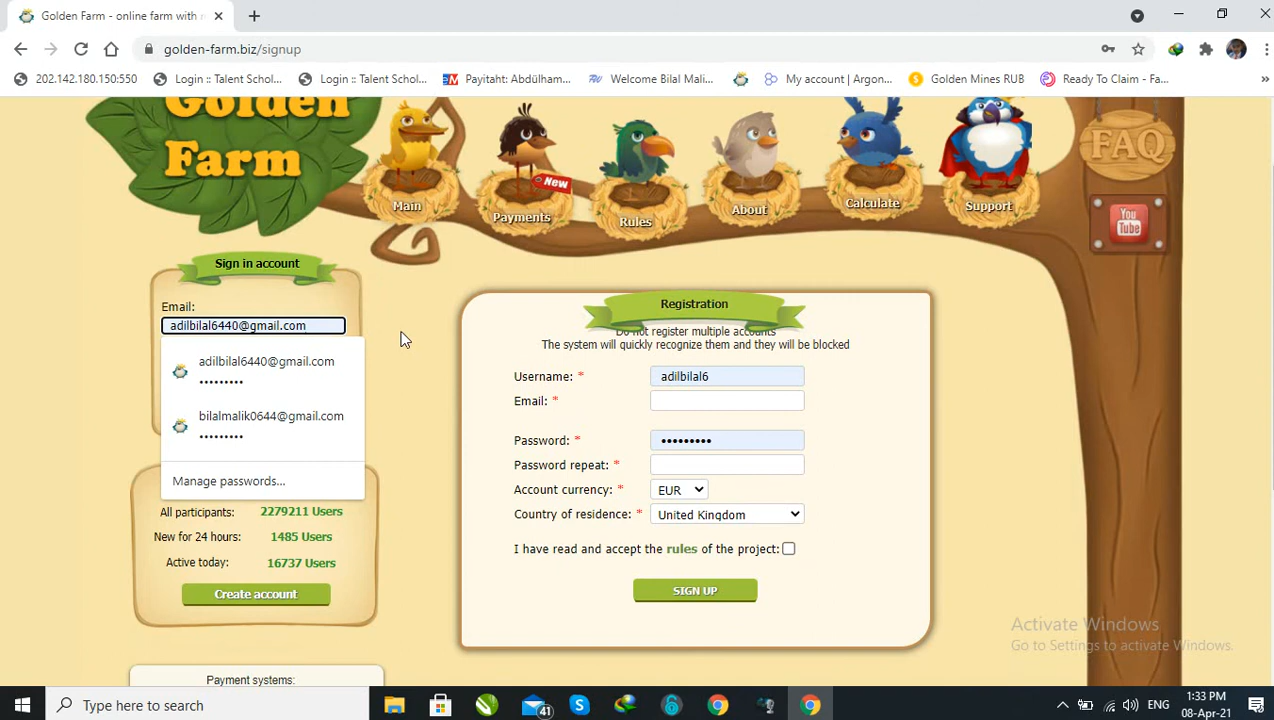 Golden Farm - online farm with r
golden-farm.biz/signup
202.142.180.150:550
Login :: Talent Schol...
Login :: Talent Schol...
Payitaht: Abdülham...
Welcome Bilal Mali...
My account | Argon...
Golden Mines RUB
Ready To Claim - Fa...
»
Golden
Farm
Main
Payments
New
Rules
About
Calculate
Support
FAQ
You
Tube
Sign in account
Email:
adilbilal6440@gmail.com
adilbilal6440@gmail.com
•••••••••
bilalmalik0644@gmail.com
•••••••••
Manage passwords...
All participants: 2279211 Users
New for 24 hours: 1485 Users
Active today: 16737 Users
Create account
Payment systems:
Registration
Do not register multiple accounts
The system will quickly recognize them and they will be blocked
Username: * adilbilal6
Email: *
Password: * •••••••••
Password repeat: *
Account currency: * EUR
Country of residence: * United Kingdom
I have read and accept the rules of the project:
SIGN UP
Activate Windows
Go to Settings to activate Windows.
Type here to search
41
ENG
1:33 PM
08-Apr-21